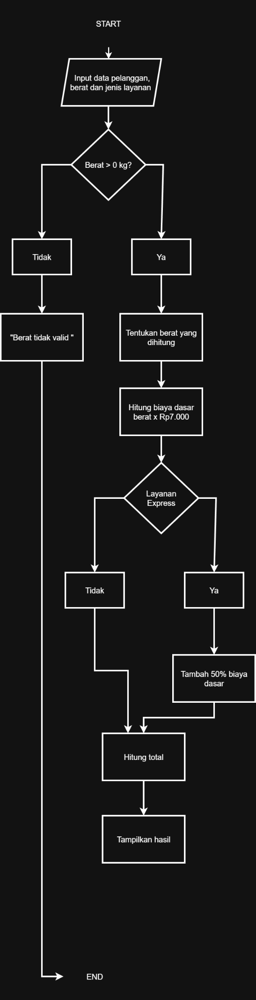 START
Input data pelanggan,
berat dan jenis layanan
Berat > 0 kg?
Tidak
Ya
"Berat tidak valid "
Tentukan berat yang
dihitung
Hitung biaya dasar
berat x Rp7.000
Layanan
Express
Tidak
Ya
Tambah 50% biaya
dasar
Hitung total
Tampilkan hasil
END